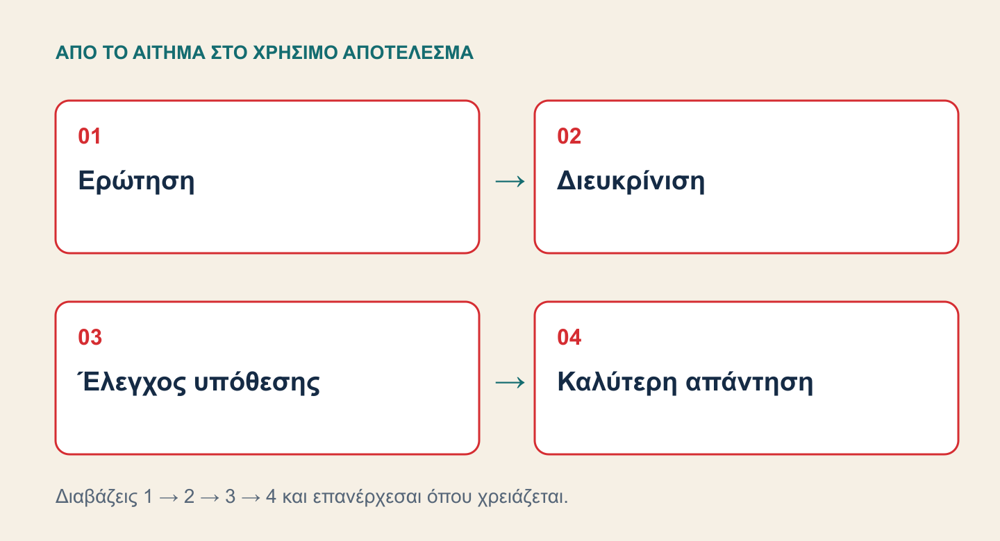 ΑΠΟ ΤΟ ΑΙΤΗΜΑ ΣΤΟ ΧΡΗΣΙΜΟ ΑΠΟΤΕΛΕΣΜΑ
01
Ερώτηση
→
02
Διευκρίνιση
03
Έλεγχος υπόθεσης
→
04
Καλύτερη απάντηση
Διαβάζεις 1 → 2 → 3 → 4 και επανέρχεσαι όπου χρειάζεται.